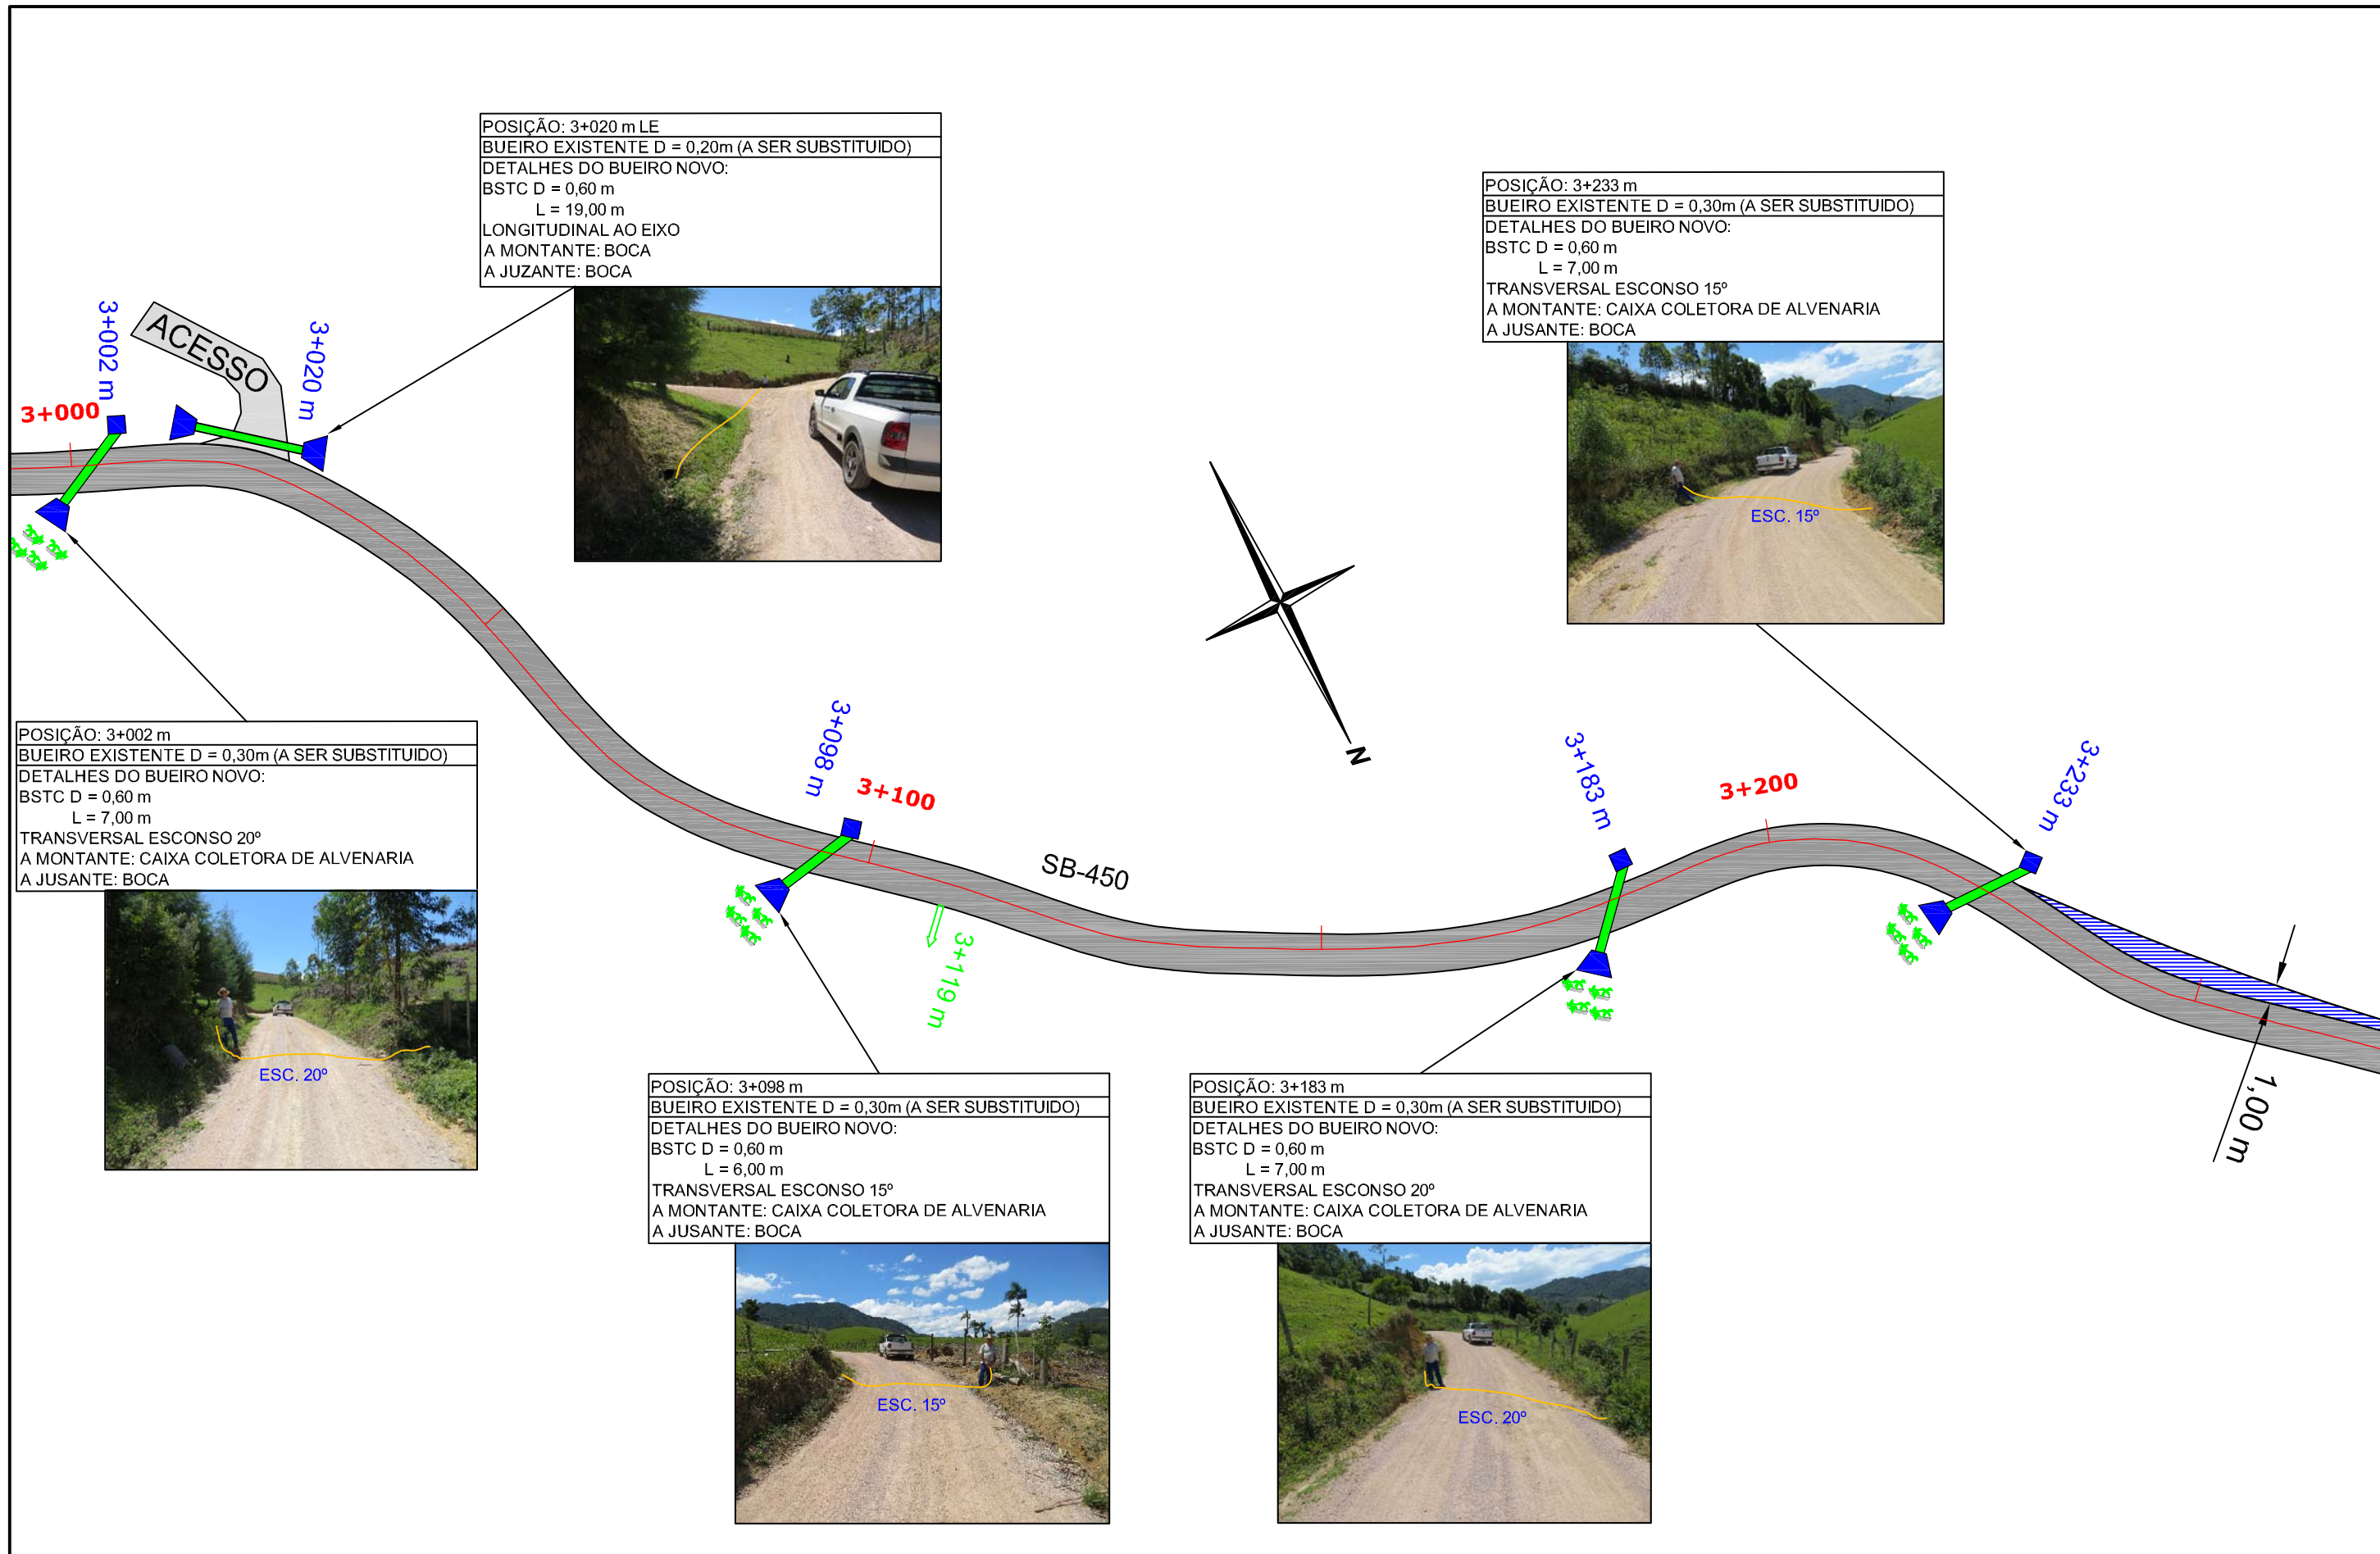 POSIÇÃO: 3+020 m LE
BUEIRO EXISTENTE D = 0,20m (A SER SUBSTITUIDO)
DETALHES DO BUEIRO NOVO:
BSTC D = 0,60 m
L = 19,00 m
LONGITUDINAL AO EIXO
A MONTANTE: BOCA
A JUZANTE: BOCA
POSIÇÃO: 3+233 m
BUEIRO EXISTENTE D = 0,30m (A SER SUBSTITUIDO)
DETALHES DO BUEIRO NOVO:
BSTC D = 0,60 m
L = 7,00 m
TRANSVERSAL ESCONSO 15º
A MONTANTE: CAIXA COLETORA DE ALVENARIA
A JUSANTE: BOCA
ESC. 15º
3+000
3+002 m
ACESSO
3+020 m
N
POSIÇÃO: 3+002 m
BUEIRO EXISTENTE D = 0,30m (A SER SUBSTITUIDO)
DETALHES DO BUEIRO NOVO:
BSTC D = 0,60 m
L = 7,00 m
TRANSVERSAL ESCONSO 20º
A MONTANTE: CAIXA COLETORA DE ALVENARIA
A JUSANTE: BOCA
ESC. 20º
3+098 m
3+100
SB-450
3+119 m
3+183 m
3+200
3+233 m
1,00 m
POSIÇÃO: 3+098 m
BUEIRO EXISTENTE D = 0,30m (A SER SUBSTITUIDO)
DETALHES DO BUEIRO NOVO:
BSTC D = 0,60 m
L = 6,00 m
TRANSVERSAL ESCONSO 15º
A MONTANTE: CAIXA COLETORA DE ALVENARIA
A JUSANTE: BOCA
ESC. 15º
POSIÇÃO: 3+183 m
BUEIRO EXISTENTE D = 0,30m (A SER SUBSTITUIDO)
DETALHES DO BUEIRO NOVO:
BSTC D = 0,60 m
L = 7,00 m
TRANSVERSAL ESCONSO 20º
A MONTANTE: CAIXA COLETORA DE ALVENARIA
A JUSANTE: BOCA
ESC. 20º